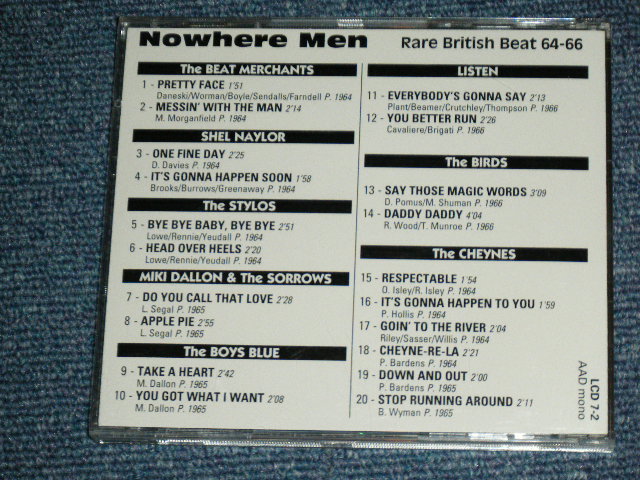 Nowhere Men
Rare British Beat 64-66
The BEAT MERCHANTS
1 - PRETTY FACE 1'51
Daneski/Worman/Boyle/Sendalls/Farndell P. 1964
2 - MESSIN' WITH THE MAN 2'14
M. Morganfield P. 1964
SHEL NAYLOR
3 - ONE FINE DAY 2'25
D. Davies P. 1964
4 - IT'S GONNA HAPPEN SOON 1'58
Brooks/Burrows/Greenaway P. 1964
The STYLOS
5 - BYE BYE BABY, BYE BYE 2'51
Lowe/Rennie/Yeudall P. 1964
6 - HEAD OVER HEELS 2'20
Lowe/Rennie/Yeudall P. 1964
MIKI DALLON & The SORROWS
7 - DO YOU CALL THAT LOVE 2'28
L. Segal P. 1965
8 - APPLE PIE 2'55
L. Segal P. 1965
The BOYS BLUE
9 - TAKE A HEART 2'42
M. Dallon P. 1965
10 - YOU GOT WHAT I WANT 2'08
M. Dallon P. 1965
LISTEN
11 - EVERYBODY'S GONNA SAY 2'13
Plant/Beamer/Crutchley/Thompson P. 1966
12 - YOU BETTER RUN 2'26
Cavaliere/Brigati P. 1966
The BIRDS
13 - SAY THOSE MAGIC WORDS 3'09
D. Pomus/M. Shuman P. 1966
14 - DADDY DADDY 4'04
R. Wood/T. Munroe P. 1966
The CHEYNES
15 - RESPECTABLE 1'54
O. Isley/R. Isley P. 1964
16 - IT'S GONNA HAPPEN TO YOU 1'59
P. Hollis P. 1964
17 - GOIN' TO THE RIVER 2'04
Riley/Sasser/Willis P. 1964
18 - CHEYNE-RE-LA 2'21
P. Bardens P. 1964
19 - DOWN AND OUT 2'00
P. Bardens P. 1965
20 - STOP RUNNING AROUND 2'11
B. Wyman P. 1965
LCD 7-2
AAD mono